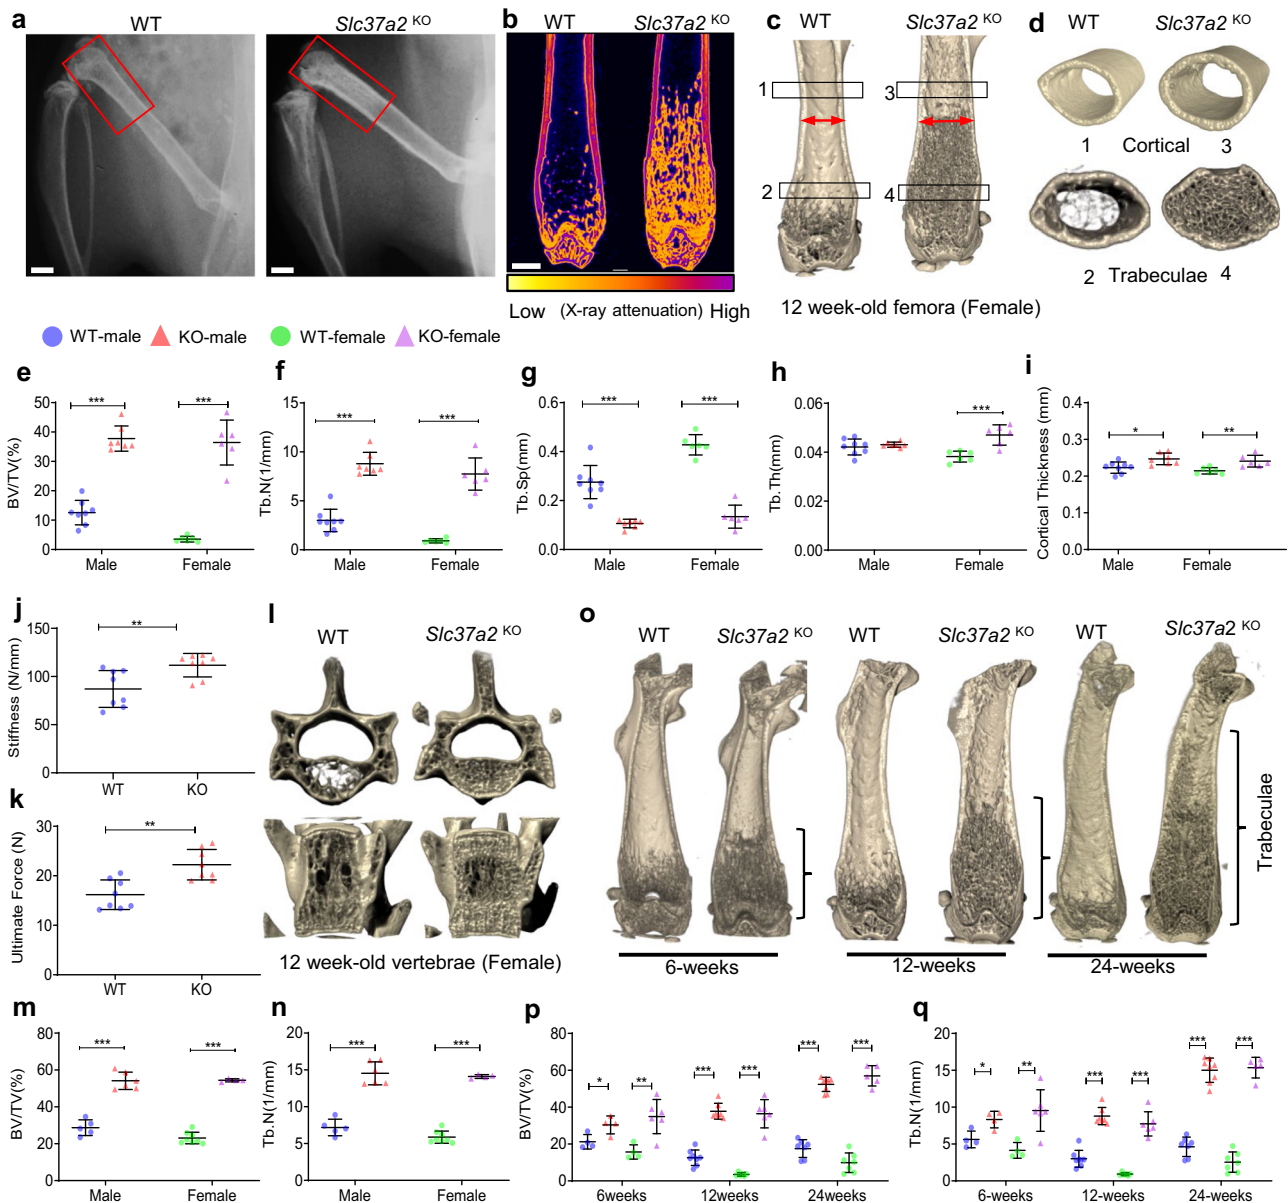 a
WT
Slc37a2 KO
b
WT
Slc37a2 KO
Low (X-ray attenuation) High
c
WT
Slc37a2 KO
1
3
2
4
12 week-old femora (Female)
d
WT
Slc37a2 KO
1 Cortical 3
2 Trabeculae 4
WT-male KO-male WT-female KO-female
e
BV/TV(%)
50
40
30
20
10
0
***
***
Male Female
f
Tb.N(1/mm)
15
10
5
0
***
***
Male Female
g
Tb.Sp(mm)
0.6
0.4
0.2
0.0
***
***
Male Female
h
Tb.Th(mm)
0.06
0.04
0.02
0.00
***
Male Female
i
Cortical Thickness (mm)
0.4
0.3
0.2
0.1
0.0
*
**
Male Female
j
Stiffness (N/mm)
150
100
50
0
**
WT KO
k
Ultimate Force (N)
30
20
10
0
**
WT KO
l
WT
Slc37a2 KO
12 week-old vertebrae (Female)
o
WT
Slc37a2 KO
WT
Slc37a2 KO
WT
Slc37a2 KO
Trabeculae
6-weeks
12-weeks
24-weeks
m
BV/TV(%)
80
60
40
20
0
***
***
Male Female
n
Tb.N(1/mm)
20
15
10
5
0
***
***
Male Female
p
BV/TV(%)
80
60
40
20
0
*
**
***
***
***
***
6weeks 12weeks 24weeks
q
Tb.N(1/mm)
20
15
10
5
0
*
**
***
***
***
***
6-weeks 12-weeks 24-weeks